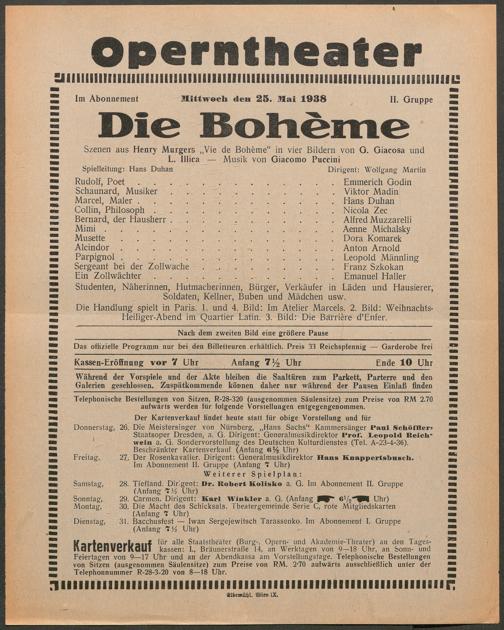 Operntheater
Im Abonnement Mittwoch den 25. Mai 1938 II. Gruppe
Die Bohème
Szenen aus Henry Murgers „Vie de Bohème" in vier Bildern von G. Giacosa und
L. Illica — Musik von Giacomo Puccini
Spielleitung: Hans Duhan Dirigent: Wolfgang Martin
Rudolf, Poet . . . . . . . . . . Emmerich Godin
Schaunard, Musiker . . . . . . . . . . Viktor Madin
Marcel, Maler . . . . . . . . . . Hans Duhan
Collin, Philosoph . . . . . . . . . . Nicola Zec
Bernard, der Hausherr . . . . . . . . . . Alfred Muzzarelli
Mimi . . . . . . . . . . Aenne Michalsky
Musette . . . . . . . . . . Dora Komarek
Alcindor . . . . . . . . . . Anton Arnold
Parpignol . . . . . . . . . . Leopold Männling
Sergeant bei der Zollwache . . . . . . . . . . Franz Szkokan
Ein Zollwächter . . . . . . . . . . Emanuel Haller
Studenten, Näherinnen, Hutmacherinnen, Bürger, Verkäufer in Läden und Hausierer,
Soldaten, Kellner, Buben und Mädchen usw.
Die Handlung spielt in Paris. 1. und 4. Bild: Im Atelier Marcels. 2. Bild: Weihnachts-
Heiliger-Abend im Quartier Latin. 3. Bild: Die Barrière d'Enfer.
Nach dem zweiten Bild eine größere Pause
Das offizielle Programm nur bei den Billetteuren erhältlich. Preis 33 Reichspfennig — Garderobe frei
Kassen-Eröffnung vor 7 Uhr Anfang 7½ Uhr Ende 10 Uhr
Während der Vorspiele und der Akte bleiben die Saaltüren zum Parkett, Parterre und den
Galerien geschlossen. Zuspätkommende können daher nur während der Pausen Einlaß finden
Telephonische Bestellungen von Sitzen, R-28-320 (ausgenommen Säulensitze) zum Preise von RM 2.70
aufwärts werden für folgende Vorstellungen entgegengenommen.
Der Kartenverkauf findet heute statt für obige Vorstellung und für
Donnerstag, 26. Die Meistersinger von Nürnberg, „Hans Sachs" Kammersänger Paul Schöffler-
Staatsoper Dresden, a. G. Dirigent: Generalmusikdirektor Prof. Leopold Reich-
wein a. G. Sondervorstellung des Deutschen Kulturdienstes (Tel. A-23-4-36).
Beschränkter Kartenverkauf (Anfang 6½ Uhr)
Freitag, 27. Der Rosenkavalier. Dirigent: Generalmusikdirektor Hans Knappertsbusch.
Im Abonnement II. Gruppe (Anfang 7 Uhr)
Weiterer Spielplan:
Samstag, 28. Tiefland. Dirigent: Dr. Robert Kolisko a. G. Im Abonnement II. Gruppe
(Anfang 7½ Uhr)
Sonntag, 29. Carmen. Dirigent: Karl Winkler a. G. (Anfang 6½ Uhr)
Montag, 30. Die Macht des Schicksals. Theatergemeinde Serie C, rote Mitgliedskarten
(Anfang 7 Uhr)
Dienstag, 31. Bacchusfest — Iwan Sergejewitsch Tarassenko. Im Abonnement I. Gruppe
(Anfang 7½ Uhr)
Kartenverkauf für alle Staatstheater (Burg-, Opern- und Akademie-Theater) an den Tages-
kassen: I., Bräunerstraße 14, an Werktagen von 9—18 Uhr, an Sonn- und
Feiertagen von 9—17 Uhr und an der Abendkassa am Vorstellungstage. Telephonische Bestellungen
von Sitzen (ausgenommen Säulensitze) zum Preise von RM. 2·70 aufwärts ausschließlich unter der
Telephonnummer R-28-3-20 von 8—18 Uhr.
Elbemühl, Wien IX.